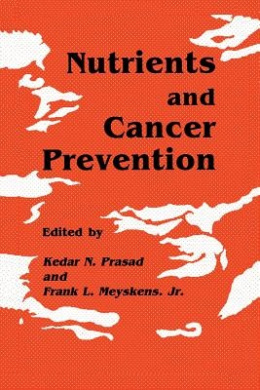 Nutrients
and
Cancer
Prevention
Edited by
Kedar N. Prasad
and
Frank L. Meyskens. Jr.